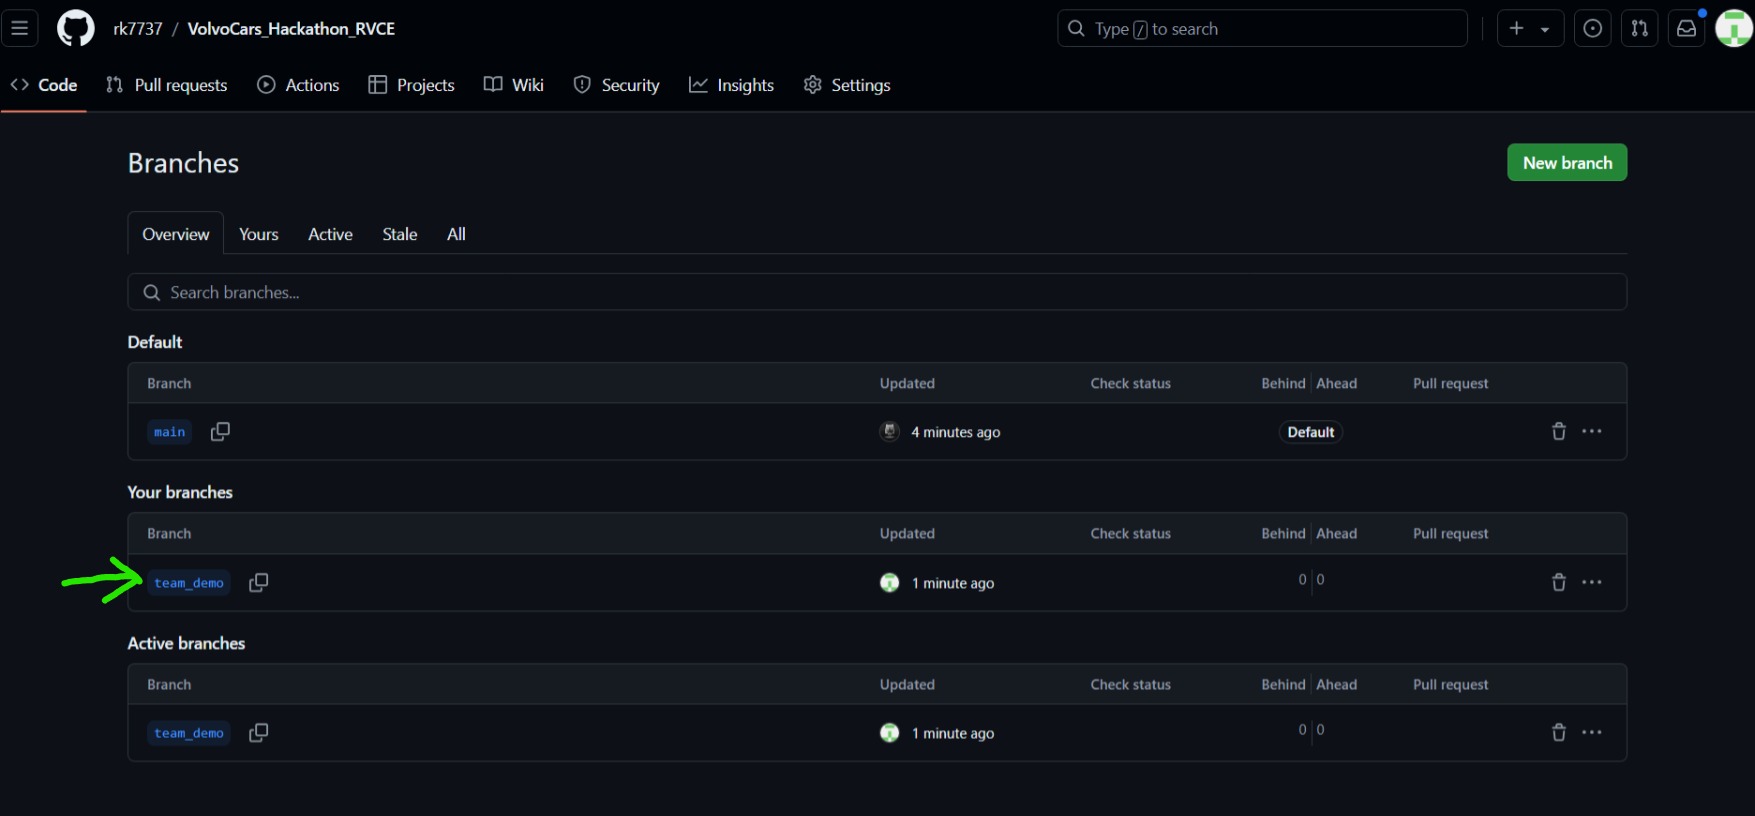 rk7737 / VolvoCars_Hackathon_RVCE
Type / to search
Code Pull requests Actions Projects Wiki Security Insights Settings
Branches
New branch
Overview Yours Active Stale All
Search branches...
Default
Branch Updated Check status Behind Ahead Pull request
main 4 minutes ago Default
Your branches
Branch Updated Check status Behind Ahead Pull request
team_demo 1 minute ago 0 0
Active branches
Branch Updated Check status Behind Ahead Pull request
team_demo 1 minute ago 0 0